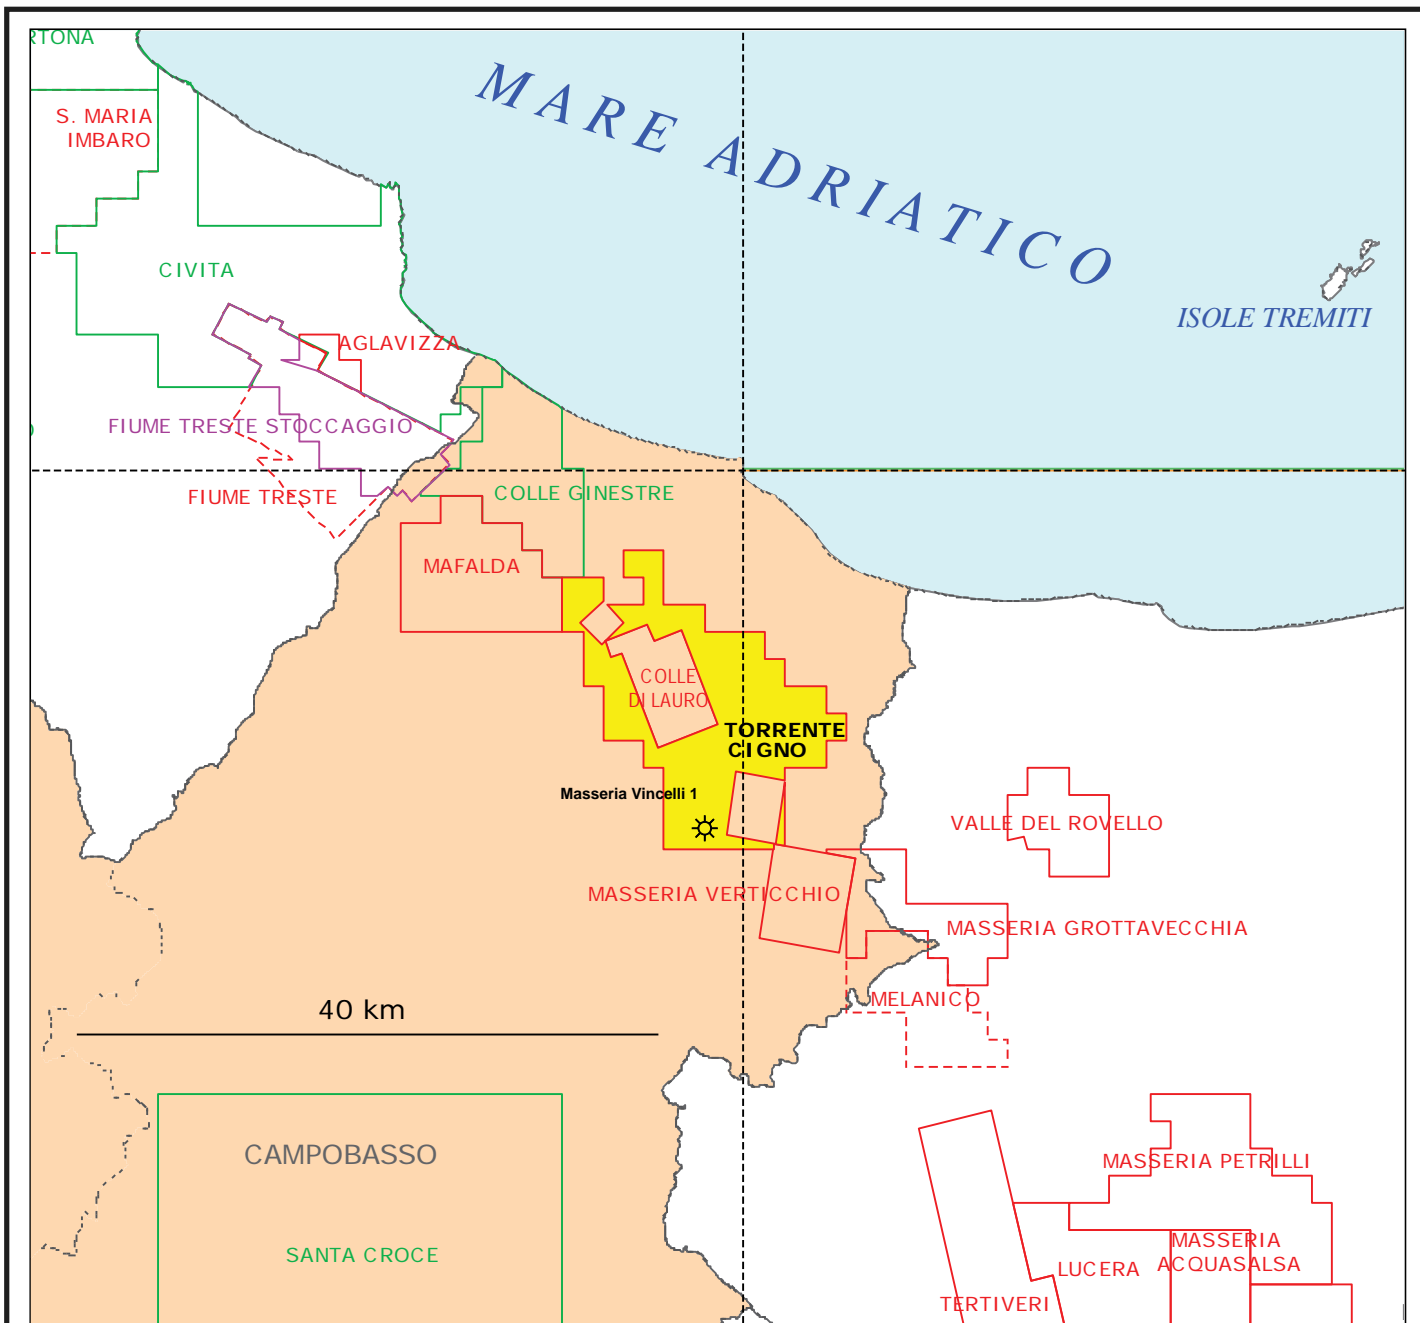 RTONA
S. MARIA
IMBARO
MARE ADRIATICO
CIVITA
ISOLE TREMITI
AGLAVIZZA
FIUME TRESTE STOCCAGGIO
FIUME TRESTE
COLLE GINESTRE
MAFALDA
COLLE
DI LAURO
TORRENTE
CIGNO
Masseria Vincelli 1
VALLE DEL ROVELLO
MASSERIA VERTICCHIO
MASSERIA GROTTAVECCHIA
MELANICO
40 km
CAMPOBASSO
MASSERIA PETRILLI
SANTA CROCE
MASSERIA
ACQUASALSA
LUCERA
TERTIVERI